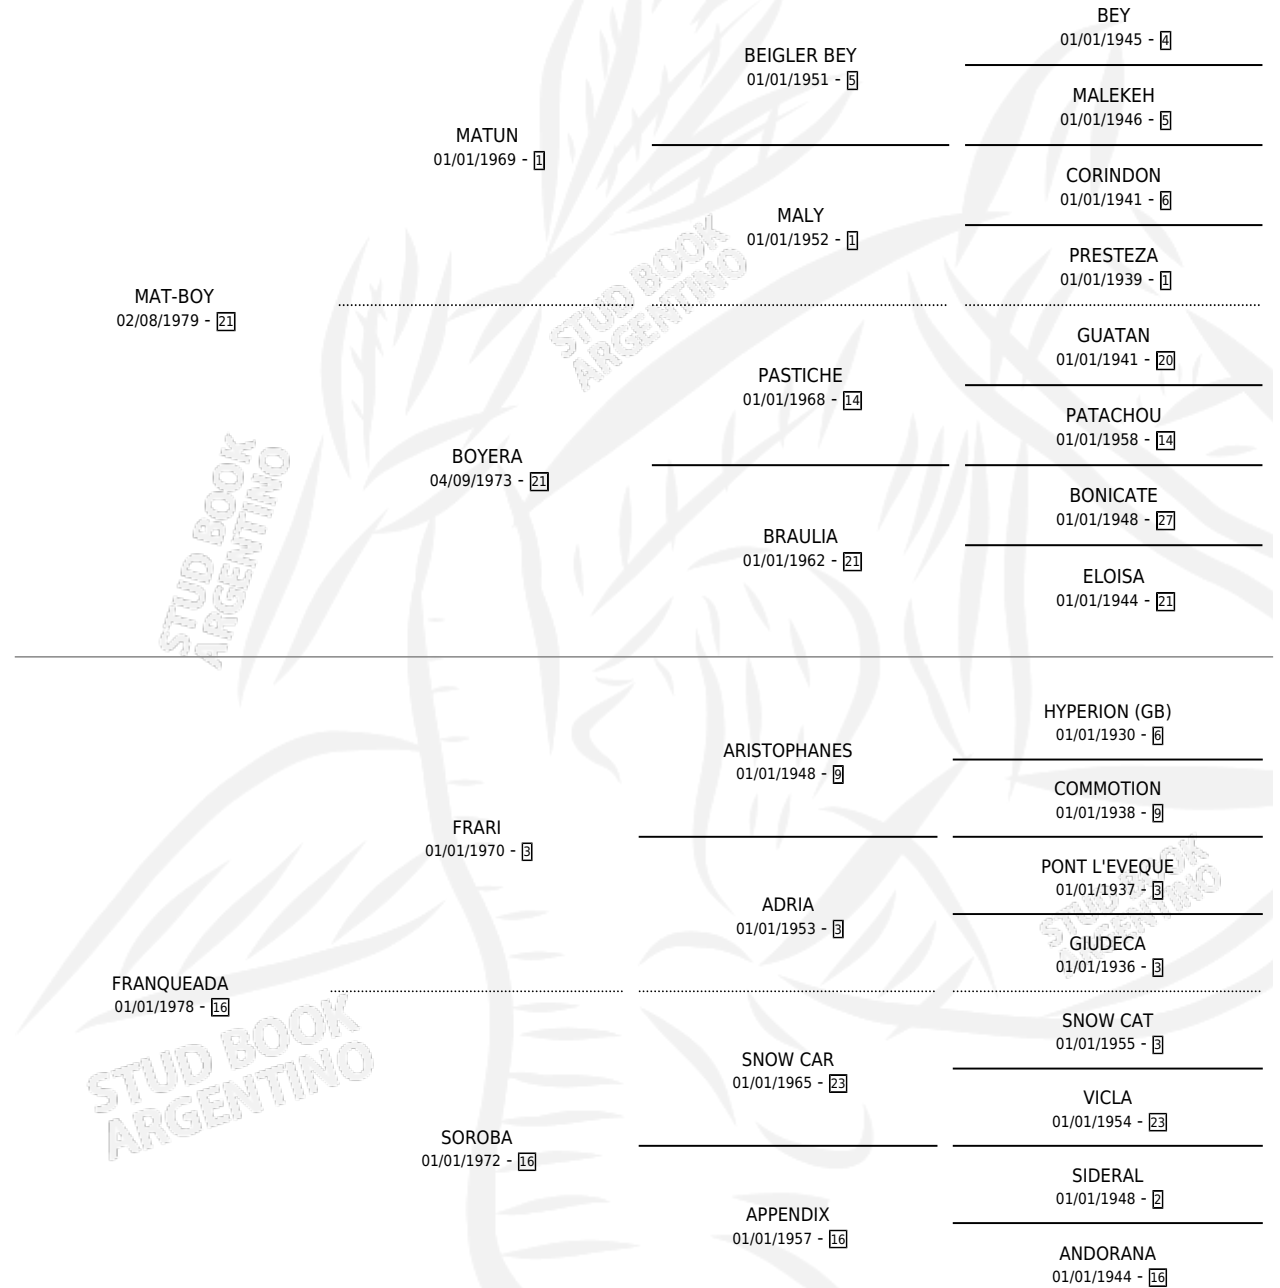 BEY
01/01/1945 - 4
BEIGLER BEY
01/01/1951 - 5
MALEKEH
01/01/1946 - 5
MATUN
01/01/1969 - 1
CORINDON
01/01/1941 - 6
MALY
01/01/1952 - 1
PRESTEZA
01/01/1939 - 1
MAT-BOY
02/08/1979 - 21
GUATAN
01/01/1941 - 20
PASTICHE
01/01/1968 - 14
PATACHOU
01/01/1958 - 14
BOYERA
04/09/1973 - 21
BONICATE
01/01/1948 - 27
BRAULIA
01/01/1962 - 21
ELOISA
01/01/1944 - 21
HYPERION (GB)
01/01/1930 - 6
ARISTOPHANES
01/01/1948 - 9
COMMOTION
01/01/1938 - 9
FRARI
01/01/1970 - 3
PONT L'EVEQUE
01/01/1937 - 3
ADRIA
01/01/1953 - 3
GIUDECA
01/01/1936 - 3
FRANQUEADA
01/01/1978 - 16
SNOW CAT
01/01/1955 - 3
SNOW CAR
01/01/1965 - 23
VICLA
01/01/1954 - 23
SOROBA
01/01/1972 - 16
SIDERAL
01/01/1948 - 2
APPENDIX
01/01/1957 - 16
ANDORANA
01/01/1944 - 16
STUD BOOK
ARGENTINO
STUD BOOK
ARGENTINO
STUD BOOK
ARGENTINO
STUD BOOK
ARGENTINO